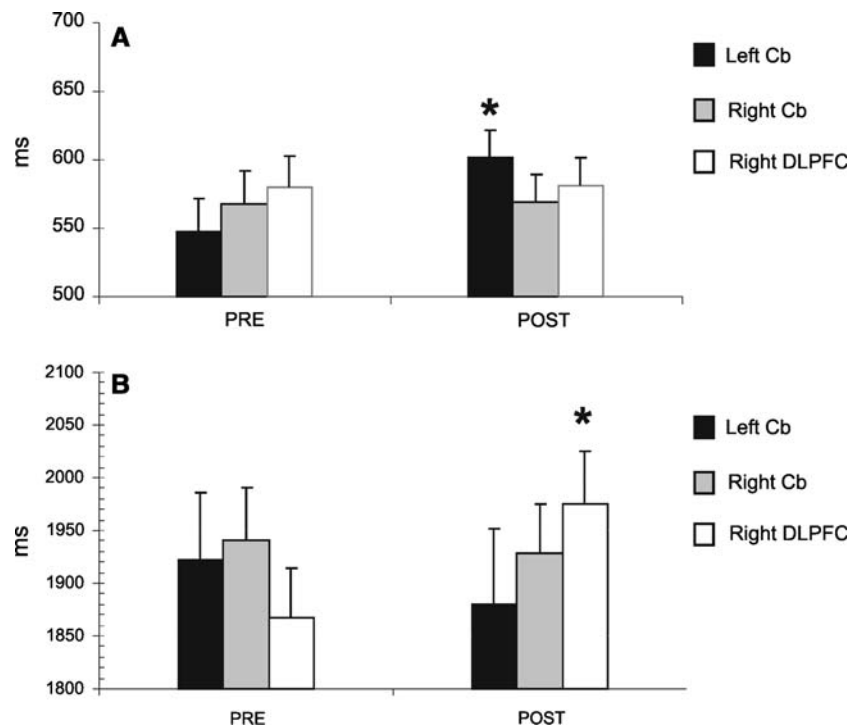 A
700
650
600
550
500
ms
*
PRE
POST
Left Cb
Right Cb
Right DLPFC
B
2100
2050
2000
1950
1900
1850
1800
ms
*
PRE
POST
Left Cb
Right Cb
Right DLPFC